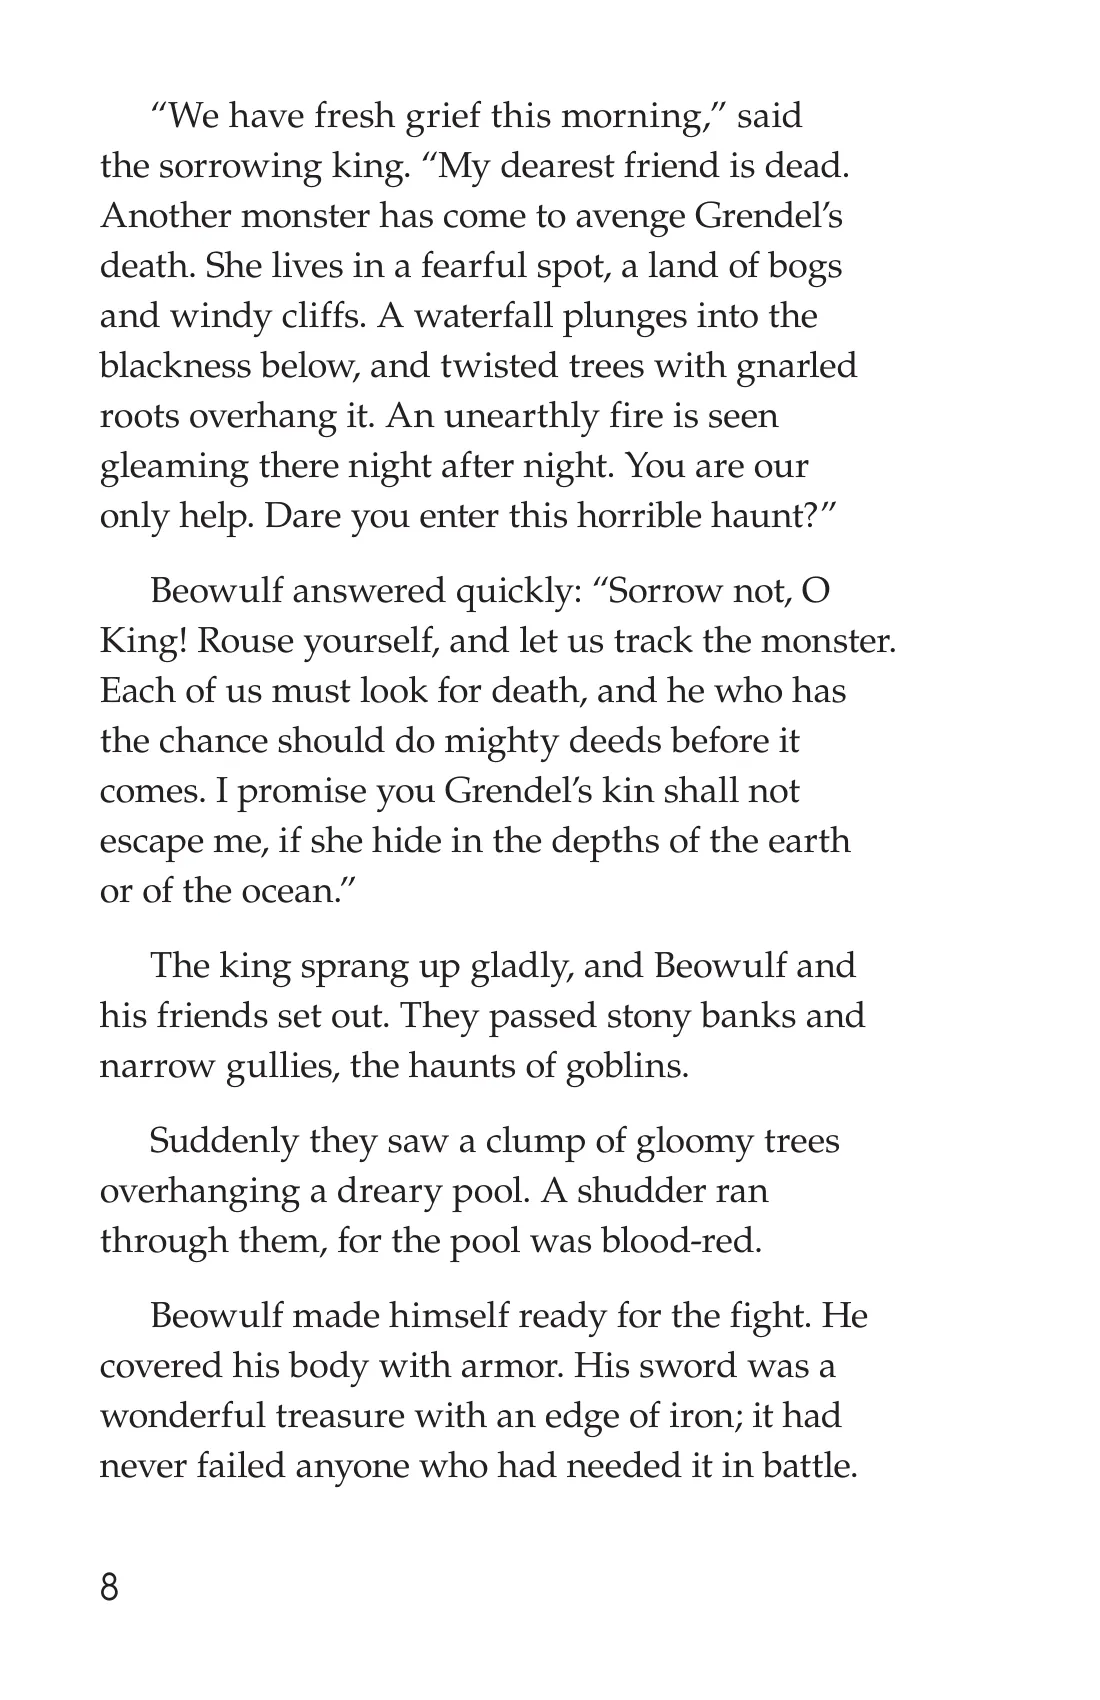 “We have fresh grief this morning,” said
the sorrowing king. “My dearest friend is dead.
Another monster has come to avenge Grendel’s
death. She lives in a fearful spot, a land of bogs
and windy cliffs. A waterfall plunges into the
blackness below, and twisted trees with gnarled
roots overhang it. An unearthly fire is seen
gleaming there night after night. You are our
only help. Dare you enter this horrible haunt?”
Beowulf answered quickly: “Sorrow not, O
King! Rouse yourself, and let us track the monster.
Each of us must look for death, and he who has
the chance should do mighty deeds before it
comes. I promise you Grendel’s kin shall not
escape me, if she hide in the depths of the earth
or of the ocean.”
The king sprang up gladly, and Beowulf and
his friends set out. They passed stony banks and
narrow gullies, the haunts of goblins.
Suddenly they saw a clump of gloomy trees
overhanging a dreary pool. A shudder ran
through them, for the pool was blood-red.
Beowulf made himself ready for the fight. He
covered his body with armor. His sword was a
wonderful treasure with an edge of iron; it had
never failed anyone who had needed it in battle.
8